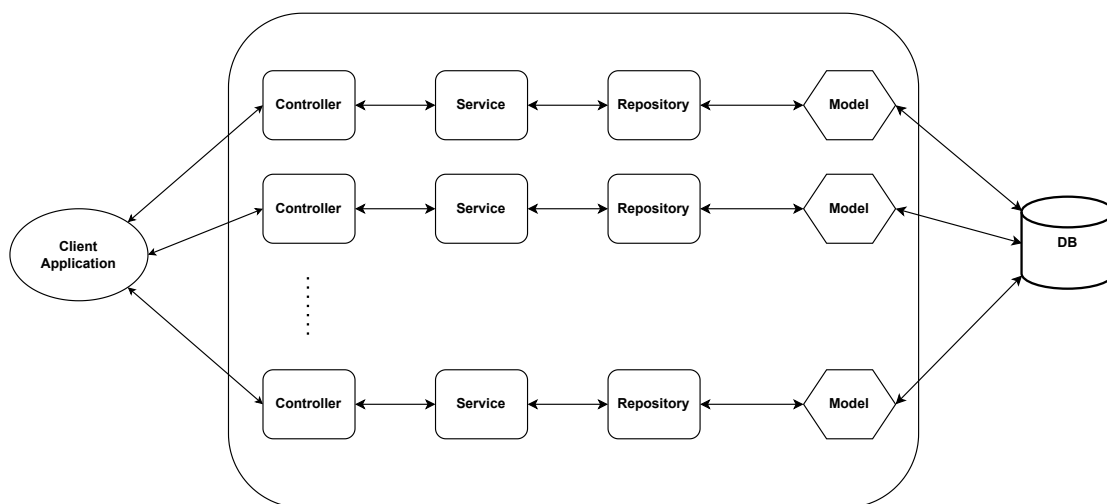 Controller
Service
Repository
Model
Controller
Service
Repository
Model
Client
Application
DB
Controller
Service
Repository
Model